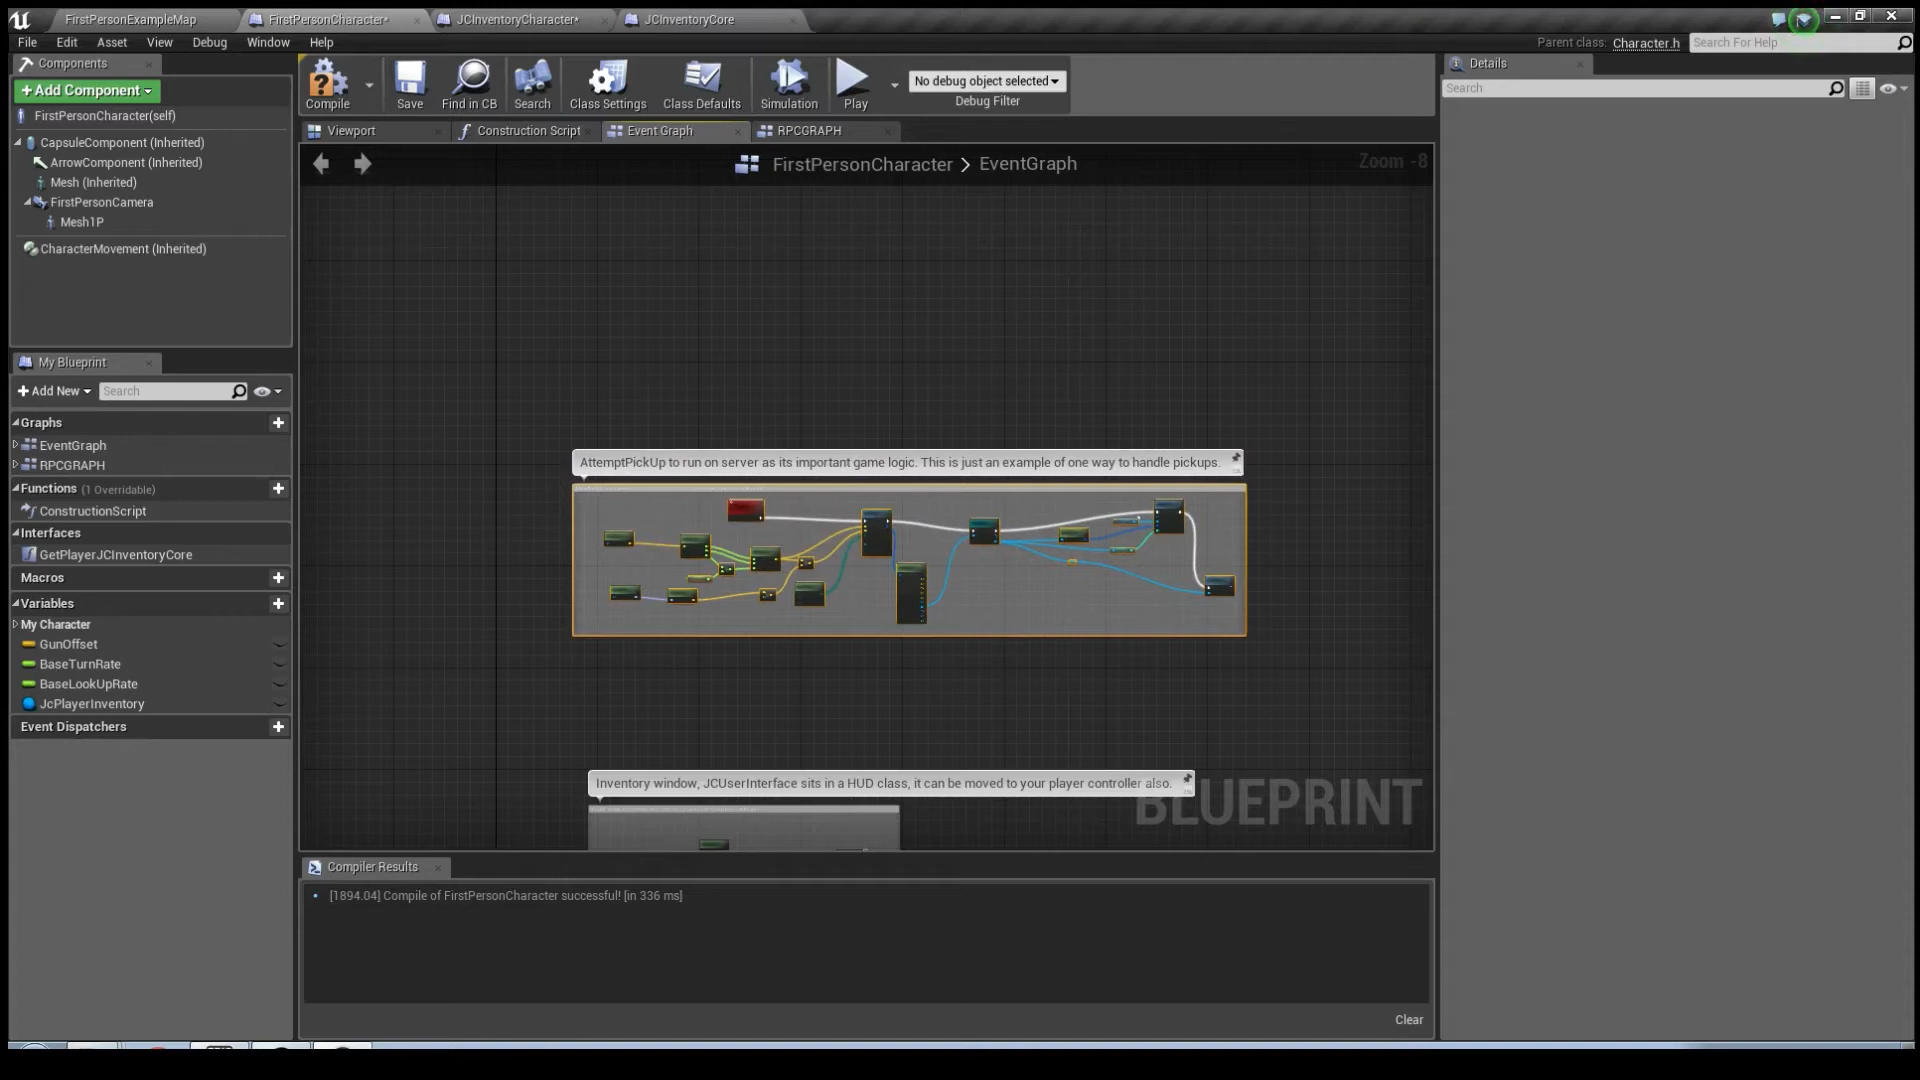 FirstPersonExampleMap
FirstPersonCharacter*
JCInventoryCharacter*
JCInventoryCore
File Edit Asset View Debug Window Help
Parent class: Character.h
Search For Help
Components
+Add Component
FirstPersonCharacter(self)
CapsuleComponent (Inherited)
ArrowComponent (Inherited)
Mesh (Inherited)
FirstPersonCamera
Mesh1P
CharacterMovement (Inherited)
Compile
Save
Find in CB
Search
Class Settings
Class Defaults
Simulation
Play
No debug object selected
Debug Filter
Viewport
Construction Script
Event Graph
RPCGRAPH
FirstPersonCharacter > EventGraph
Zoom -8
AttemptPickUp to run on server as its important game logic. This is just an example of one way to handle pickups.
Inventory window, JCUserInterface sits in a HUD class, it can be moved to your player controller also.
BLUEPRINT
My Blueprint
+Add New
Search
Graphs
EventGraph
RPCGRAPH
Functions (1 Overridable)
ConstructionScript
Interfaces
GetPlayerJCInventoryCore
Macros
Variables
My Character
GunOffset
BaseTurnRate
BaseLookUpRate
JcPlayerInventory
Event Dispatchers
Compiler Results
[1894.04] Compile of FirstPersonCharacter successful! [in 336 ms]
Clear
Details
Search